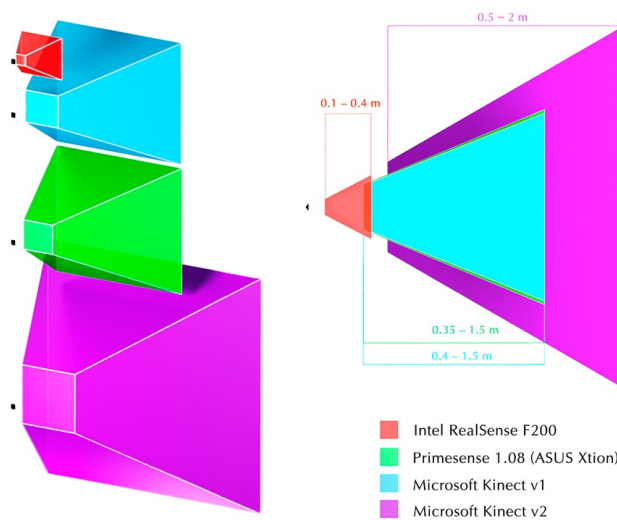 0.5 – 2 m
0.1 – 0.4 m
0.35 – 1.5 m
0.4 – 1.5 m
Intel RealSense F200
Primesense 1.08 (ASUS Xtion)
Microsoft Kinect v1
Microsoft Kinect v2